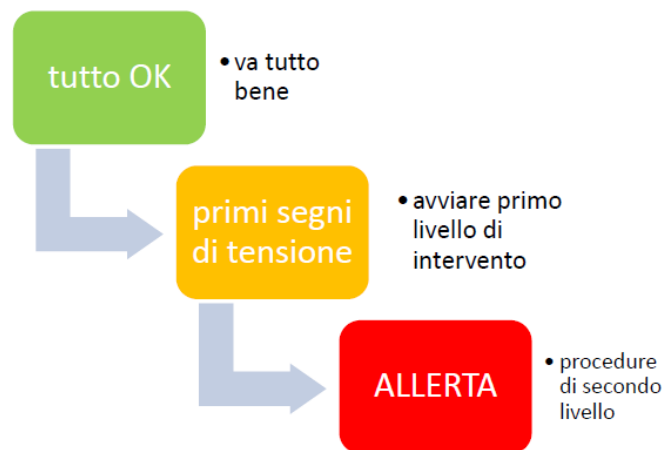 tutto OK
• va tutto
bene
primi segni
di tensione
• avviare primo
livello di
intervento
ALLERTA
• procedure
di secondo
livello